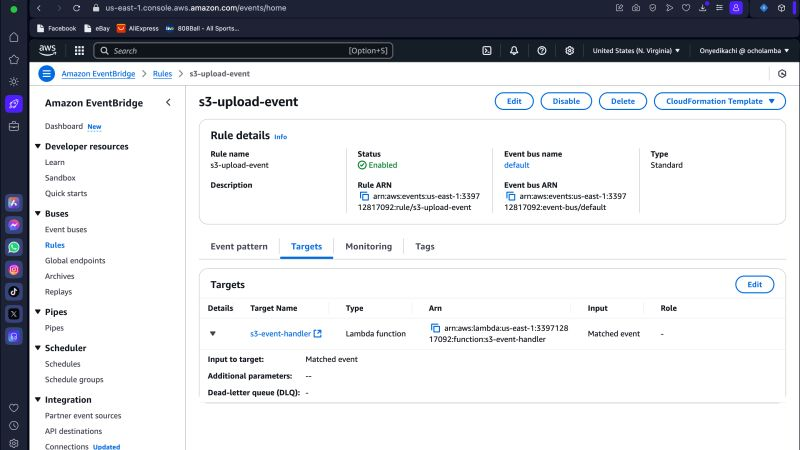 us-east-1.console.aws.amazon.com/events/home
Facebook
eBay
AliExpress
808Ball - All Sports...
aws
Search
[Option+S]
United States (N. Virginia)
Onyedikachi @ ocholamba
Amazon EventBridge
Rules
s3-upload-event
Amazon EventBridge
Dashboard New
Developer resources
Learn
Sandbox
Quick starts
Buses
Event buses
Rules
Global endpoints
Archives
Replays
Pipes
Pipes
Scheduler
Schedules
Schedule groups
Integration
Partner event sources
API destinations
Connections Updated
s3-upload-event
Edit
Disable
Delete
CloudFormation Template
Rule details Info
Rule name
s3-upload-event
Description
Status
Enabled
Rule ARN
arn:aws:events:us-east-1:3397
12817092:rule/s3-upload-event
Event bus name
default
Event bus ARN
arn:aws:events:us-east-1:3397
12817092:event-bus/default
Type
Standard
Event pattern
Targets
Monitoring
Tags
Targets
Edit
Details
Target Name
Type
Arn
Input
Role
s3-event-handler
Lambda function
arn:aws:lambda:us-east-1:3397128
17092:function:s3-event-handler
Matched event
-
Input to target: Matched event
Additional parameters: --
Dead-letter queue (DLQ): -